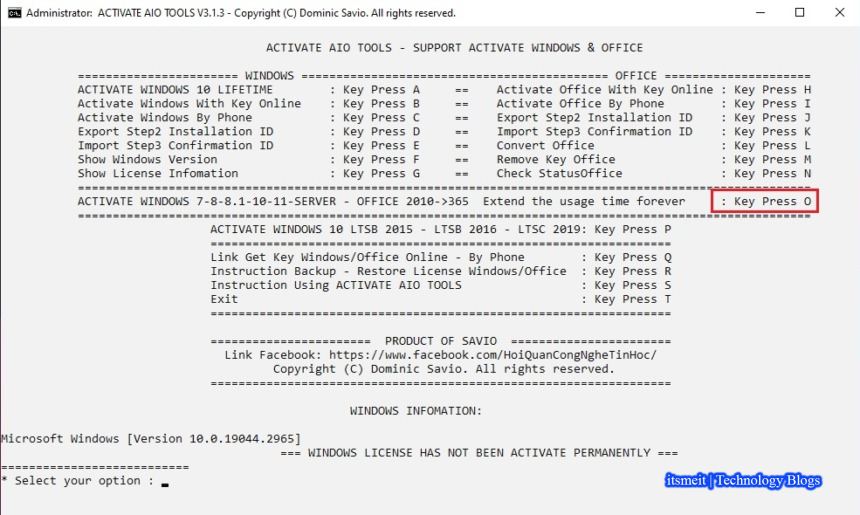 Administrator: ACTIVATE AIO TOOLS V3.1.3 - Copyright (C) Dominic Savio. All rights reserved.
ACTIVATE AIO TOOLS - SUPPORT ACTIVATE WINDOWS & OFFICE
======================= WINDOWS ============================================ OFFICE =====================
ACTIVATE WINDOWS 10 LIFETIME : Key Press A == Activate Office With Key Online : Key Press H
Activate Windows With Key Online : Key Press B == Activate Office By Phone : Key Press I
Activate Windows By Phone : Key Press C == Export Step2 Installation ID : Key Press J
Export Step2 Installation ID : Key Press D == Import Step3 Confirmation ID : Key Press K
Import Step3 Confirmation ID : Key Press E == Convert Office : Key Press L
Show Windows Version : Key Press F == Remove Key Office : Key Press M
Show License Infomation : Key Press G == Check StatusOffice : Key Press N
=========================================================================================================
ACTIVATE WINDOWS 7-8-8.1-10-11-SERVER - OFFICE 2010->365 Extend the usage time forever : Key Press O
=========================================================================================================
ACTIVATE WINDOWS 10 LTSB 2015 - LTSB 2016 - LTSC 2019: Key Press P
==================================================================
Link Get Key Windows/Office Online - By Phone : Key Press Q
Instruction Backup - Restore License Windows/Office : Key Press R
Instruction Using ACTIVATE AIO TOOLS : Key Press S
Exit : Key Press T
==================================================================
======================= PRODUCT OF SAVIO =======================
Link Facebook: https://www.facebook.com/HoiQuanCongNgheTinHoc/
Copyright (C) Dominic Savio. All rights reserved.
==================================================================
WINDOWS INFOMATION:
Microsoft Windows [Version 10.0.19044.2965]
=== WINDOWS LICENSE HAS NOT BEEN ACTIVATE PERMANENTLY ===
===========================
* Select your option : _
itsmeit | Technology Blogs